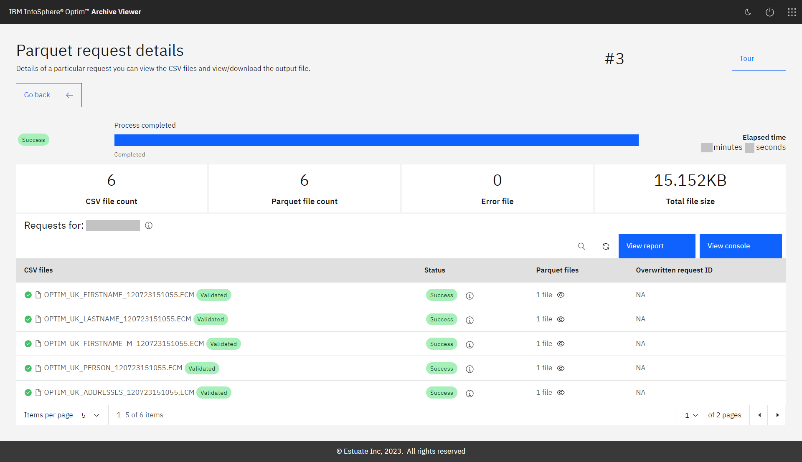 IBM InfoSphere® Optim™ Archive Viewer
Parquet request details
Details of a particular request you can view the CSV files and view/download the output file.
#3
Tour
Go back
Success
Process completed
Completed
Elapsed time
minutes seconds
6
CSV file count
6
Parquet file count
0
Error file
15.152KB
Total file size
Requests for:
View report
View console
CSV files Status Parquet files Overwritten request ID
OPTIM_UK_FIRSTNAME_120723151055.ECM Validated Success 1 file NA
OPTIM_UK_LASTNAME_120723151055.ECM Validated Success 1 file NA
OPTIM_UK_FIRSTNAME_M_120723151055.ECM Validated Success 1 file NA
OPTIM_UK_PERSON_120723151055.ECM Validated Success 1 file NA
OPTIM_UK_ADDRESSES_120723151055.ECM Validated Success 1 file NA
Items per page 5 1–5 of 6 items 1 of 2 pages
© Estuate Inc, 2023. All rights reserved